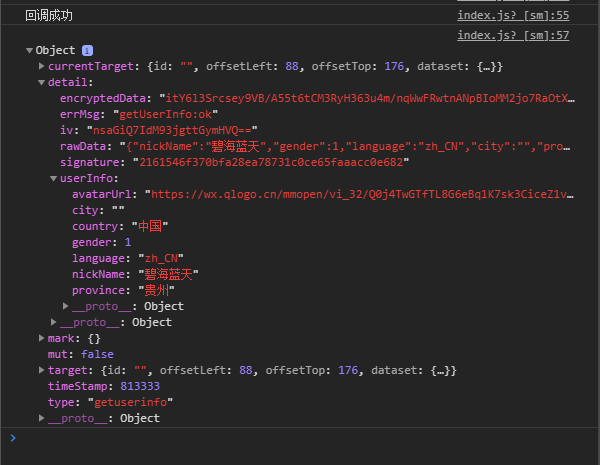 回调成功 index.js? [sm]:55
index.js? [sm]:57
Object i
currentTarget: {id: "", offsetLeft: 88, offsetTop: 176, dataset: {…}}
detail:
encryptedData: "itY6l3Srcsey9VB/A55t6tCM3RyH363u4m/nqWwFRwtnANpBIoMM2jo7RaOtX…
errMsg: "getUserInfo:ok"
iv: "nsaGiQ7IdM93jgttGymHVQ=="
rawData: "{"nickName":"碧海蓝天","gender":1,"language":"zh_CN","city":"","pro…
signature: "2161546f370bfa28ea78731c0ce65faaacc0e682"
userInfo:
avatarUrl: "https://wx.qlogo.cn/mmopen/vi_32/Q0j4TwGTfTL8G6eBq1K7sk3CiceZ1v…
city: ""
country: "中国"
gender: 1
language: "zh_CN"
nickName: "碧海蓝天"
province: "贵州"
__proto__: Object
__proto__: Object
mark: {}
mut: false
target: {id: "", offsetLeft: 88, offsetTop: 176, dataset: {…}}
timeStamp: 813333
type: "getuserinfo"
__proto__: Object